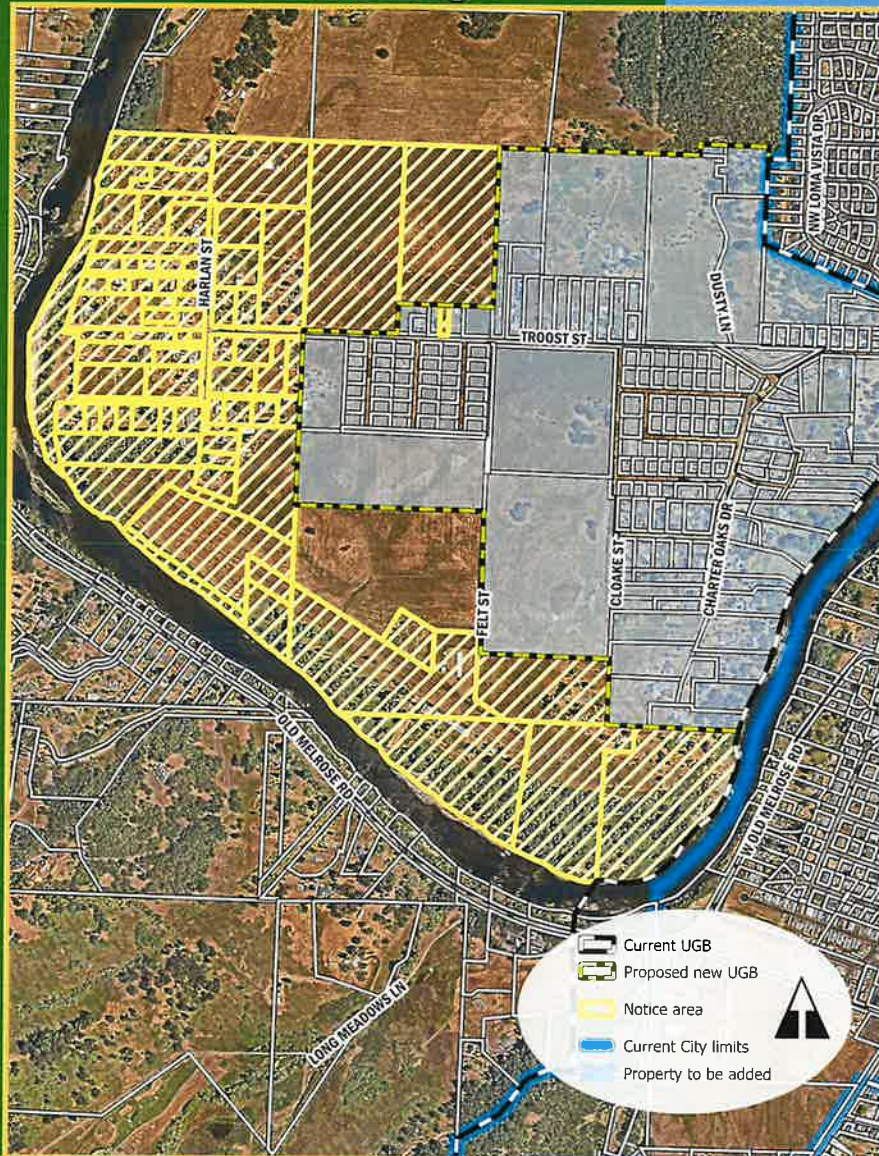 NW LOMA VISTA DR
HARLAN ST
DUSTY LN
TROOST ST
CLOAKE ST
CHARTER OAKS DR
FELT ST
OLD MELROSE RD
W OLD MELROSE RD
LONG MEADOWS LN
Current UGB
Proposed new UGB
Notice area
Current City limits
Property to be added